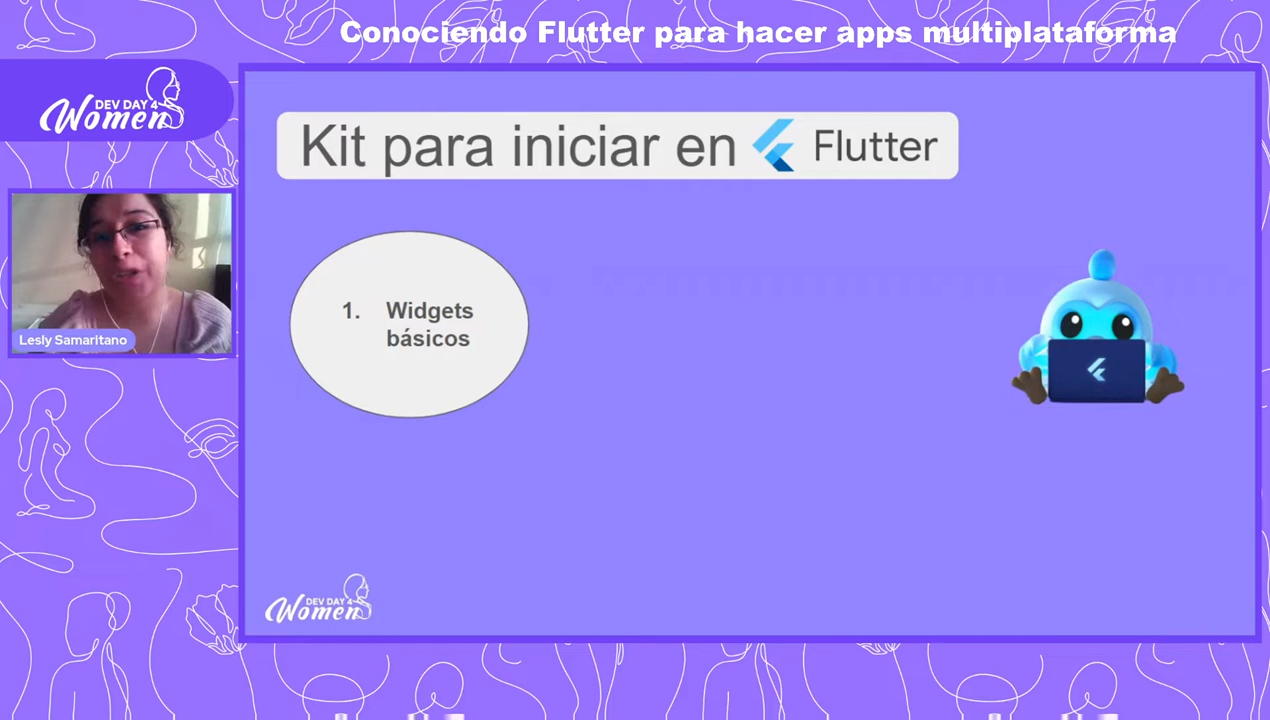 Conociendo Flutter para hacer apps multiplataforma
DEV DAY 4
Women
Kit para iniciar en Flutter
1. Widgets
básicos
Lesly Samaritano
DEV DAY 4
Women